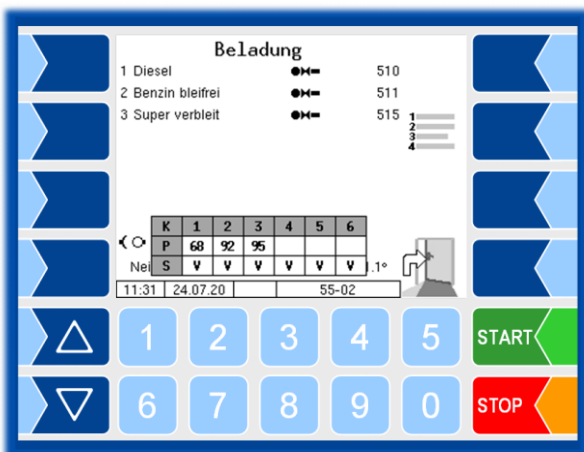 Beladung
1 Diesel 510
2 Benzin bleifrei 511
3 Super verbleit 515
1
2
3
4
K 1 2 3 4 5 6
P 68 92 95
Nei S V V V V V V .1°
11:31 24.07.20 55-02
1 2 3 4 5 START
6 7 8 9 0 STOP